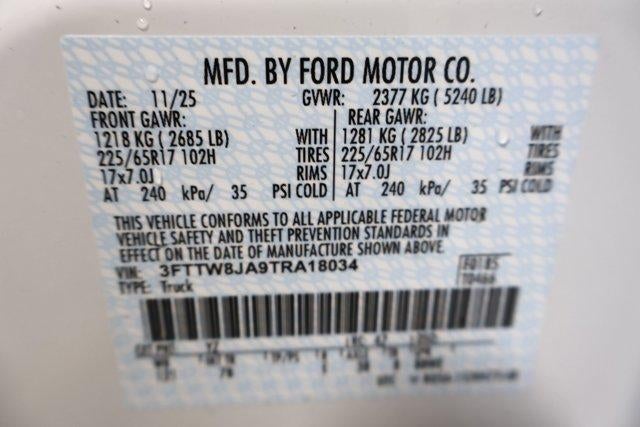 MFD. BY FORD MOTOR CO.
DATE: 11/25 GVWR: 2377 KG ( 5240 LB)
FRONT GAWR: REAR GAWR:
1218 KG ( 2685 LB) WITH 1281 KG ( 2825 LB) WITH
225/65R17 102H TIRES 225/65R17 102H TIRES
17x7.0J RIMS 17x7.0J RIMS
AT 240 kPa/ 35 PSI COLD AT 240 kPa/ 35 PSI COLD
THIS VEHICLE CONFORMS TO ALL APPLICABLE FEDERAL MOTOR
VEHICLE SAFETY AND THEFT PREVENTION STANDARDS IN
EFFECT ON THE DATE OF MANUFACTURE SHOWN ABOVE.
VIN: 3FTTW8JA9TRA18034 F0185
TYPE: Truck T0466
YZ